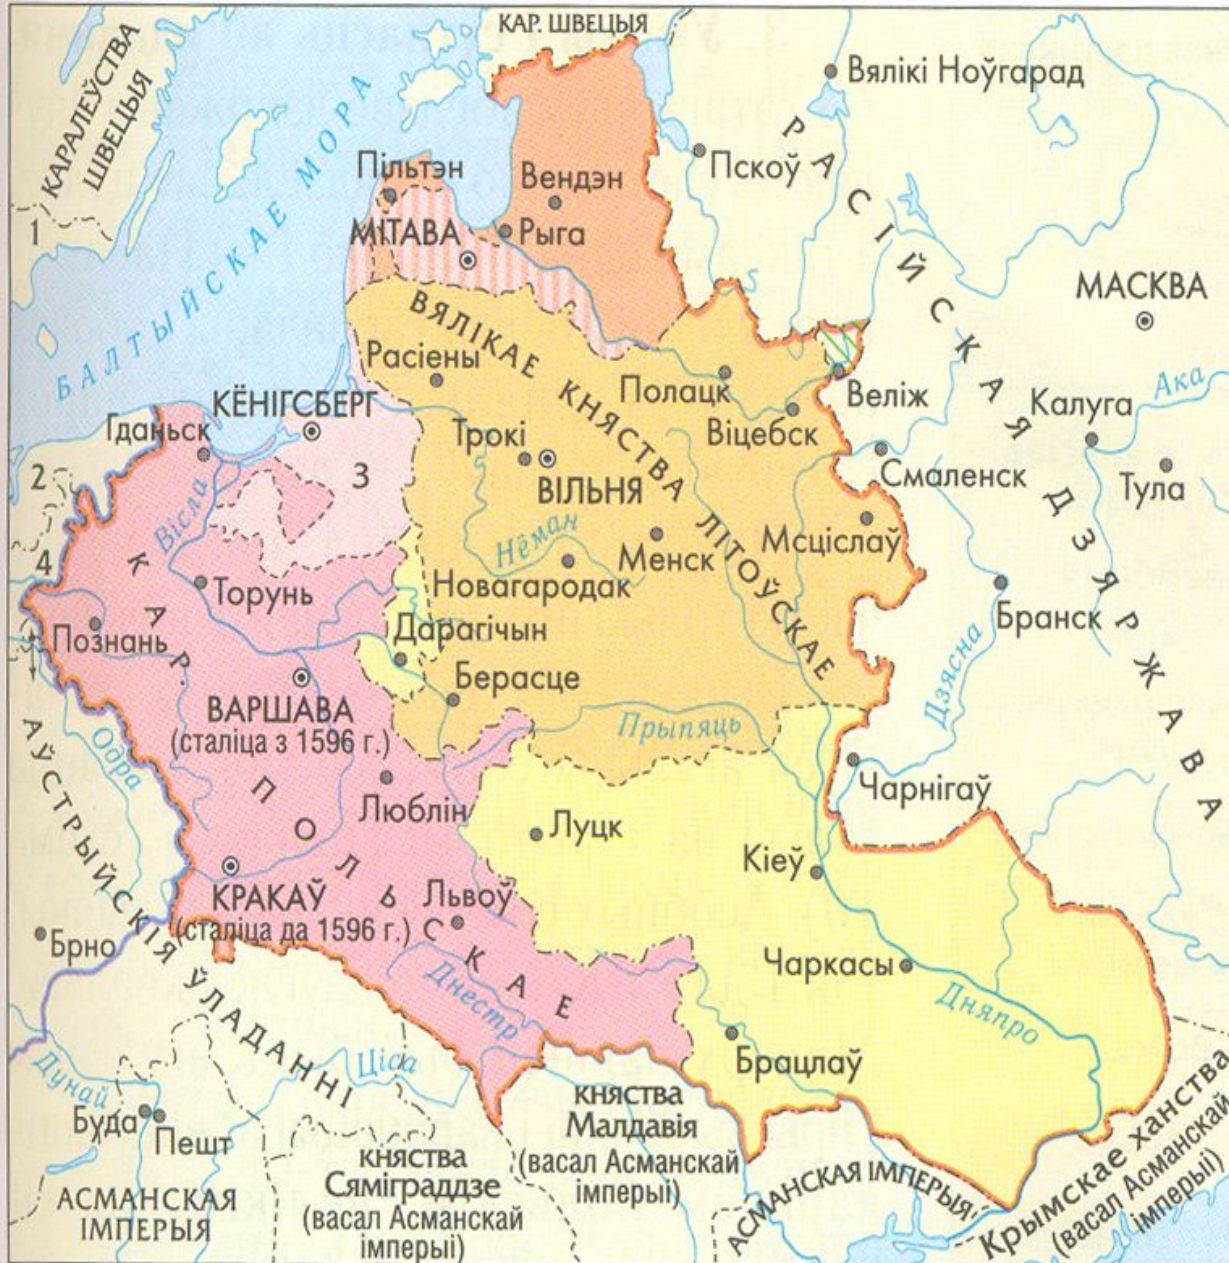 КАР. ШВЕЦЫЯ
КАРАЛЕЎСТВА
ШВЕЦЫЯ
БАЛТЫЙСКАЕ МОРА
Вялікі Ноўгарад
Пскоў
РАСІЙСКАЯ ДЗЯРЖАВА
Пільтэн
Вендэн
МІТАВА
Рыга
1
МАСКВА
ВЯЛІКАЕ КНЯСТВА ЛІТОЎСКАЕ
Расіены
Полацк
Веліж
Ака
КЁНІГСБЕРГ
Калуга
Гданьск
Трокі
Віцебск
2
3
ВІЛЬНЯ
Смаленск
Тула
Вісла
Нёман
Менск
Мсціслаў
4
КАР. ПОЛЬСКАЕ
Торунь
Новагародак
Бранск
Познань
Дарагічын
Дзясна
ВАРШАВА
(сталіца з 1596 г.)
Берасце
Прыпяць
Одра
АЎСТРЫЙСКІЯ ЎЛАДАННІ
Люблін
Чарнігаў
Луцк
Кіеў
КРАКАЎ
(сталіца да 1596 г.)
Львоў
Брно
Чаркасы
Днестр
Дняпро
Брацлаў
Дунай
Ціса
Буда
Пешт
княства
Малдавія
(васал Асманскай
імперыі)
княства
Сяміграддзе
(васал Асманскай
імперыі)
АСМАНСКАЯ
ІМПЕРЫЯ
АСМАНСКАЯ ІМПЕРЫЯ
Крымскае ханства
(васал Асманскай
імперыі)